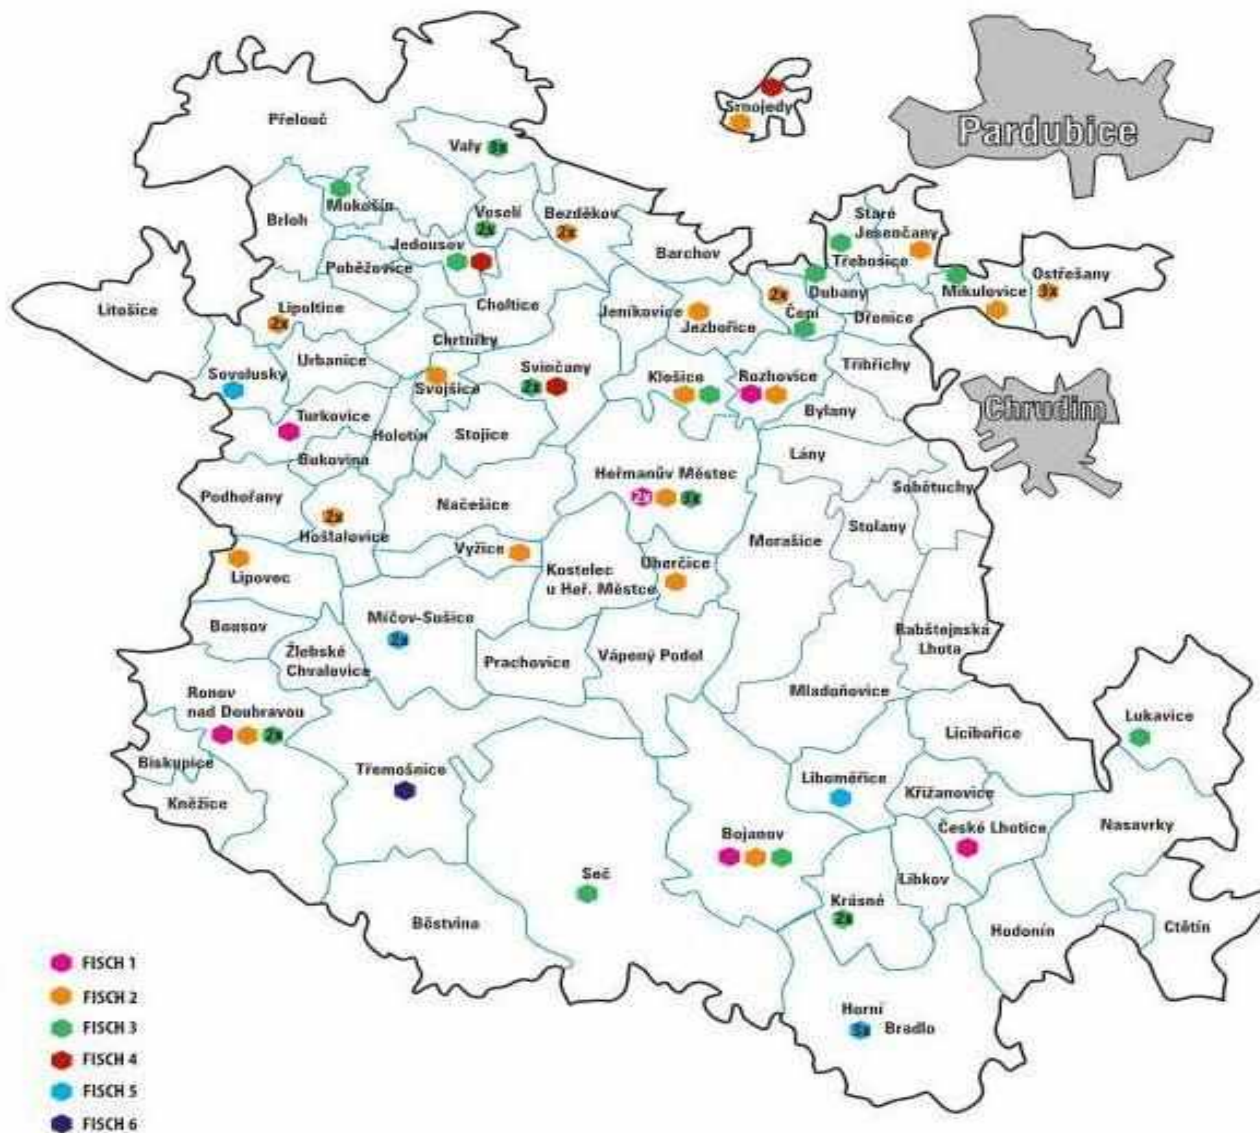 Přelouč
Srnojedy
Pardubice
Valy 3x
Mokošín
Brloh
Veselí
2x
Bezděkov
2x
Staré
Jesenčany
Jedousov
Barchov
Třebosice
Poběžovice
Ostřešany
3x
Litošice
Lipoltice
2x
Choltice
Jeníkovice
Jezbořice
2x
Dubany
Čepí
Dřenice
Mikulovice
Chrtníky
Urbanice
Sovolusky
Svojšice
Svinčany
2x
Klešice
Rozhovice
Tříbřichy
Turkovice
Holotín
Stojice
Bylany
Chrudim
Bukovina
Lány
Heřmanův Městec
2x 3x
Podhořany
Načešice
Sobětuchy
2x
Hošťalovice
Stolany
Morašice
Vyžice
Lipovec
Kostelec
u Heř. Městce
Úherčice
Bousov
Míčov-Sušice
2x
Žlebské
Chvalovice
Prachovice
Vápený Podol
Rabštejnská
Lhota
Ronov
nad Doubravou
2x
Mladoňovice
Lukavice
Licibořice
Biskupice
Třemošnice
Kněžice
Liboměřice
Křižanovice
Bojanov
České Lhotice
Nasavrky
Seč
Libkov
Krásné
2x
Běstvina
Hodonín
Ctětín
Horní
Bradlo
FISCH 1
FISCH 2
FISCH 3
FISCH 4
FISCH 5
FISCH 6